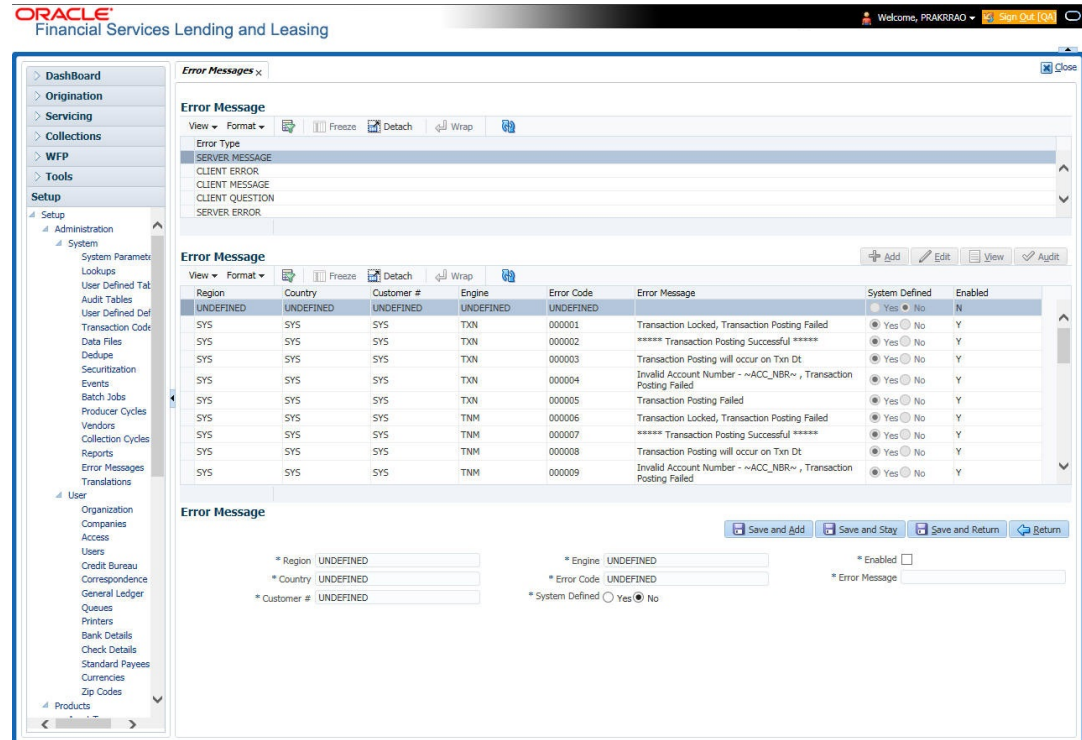 ORACLE
Financial Services Lending and Leasing
Welcome, PRAKRRAO
Sign Out [QA]
DashBoard
Origination
Servicing
Collections
WFP
Tools
Setup
Setup
Administration
System
System Paramete
Lookups
User Defined Tab
Audit Tables
User Defined Def
Transaction Code
Data Files
Dedupe
Securitization
Events
Batch Jobs
Producer Cycles
Vendors
Collection Cycles
Reports
Error Messages
Translations
User
Organization
Companies
Access
Users
Credit Bureau
Correspondence
General Ledger
Queues
Printers
Bank Details
Check Details
Standard Payees
Currencies
Zip Codes
Products
Error Messages x
Close
Error Message
View Format Freeze Detach Wrap
Error Type
SERVER MESSAGE
CLIENT ERROR
CLIENT MESSAGE
CLIENT QUESTION
SERVER ERROR
Error Message
Add Edit View Audit
View Format Freeze Detach Wrap
Region Country Customer # Engine Error Code Error Message System Defined Enabled
UNDEFINED UNDEFINED UNDEFINED UNDEFINED UNDEFINED Yes No N
SYS SYS SYS TXN 000001 Transaction Locked, Transaction Posting Failed Yes No Y
SYS SYS SYS TXN 000002 ***** Transaction Posting Successful ***** Yes No Y
SYS SYS SYS TXN 000003 Transaction Posting will occur on Txn Dt Yes No Y
SYS SYS SYS TXN 000004 Invalid Account Number - ~ACC_NBR~ , Transaction Posting Failed Yes No Y
SYS SYS SYS TXN 000005 Transaction Posting Failed Yes No Y
SYS SYS SYS TNM 000006 Transaction Locked, Transaction Posting Failed Yes No Y
SYS SYS SYS TNM 000007 ***** Transaction Posting Successful ***** Yes No Y
SYS SYS SYS TNM 000008 Transaction Posting will occur on Txn Dt Yes No Y
SYS SYS SYS TNM 000009 Invalid Account Number - ~ACC_NBR~ , Transaction Posting Failed Yes No Y
Error Message
Save and Add Save and Stay Save and Return Return
* Region UNDEFINED * Engine UNDEFINED * Enabled
* Country UNDEFINED * Error Code UNDEFINED * Error Message
* Customer # UNDEFINED * System Defined Yes No